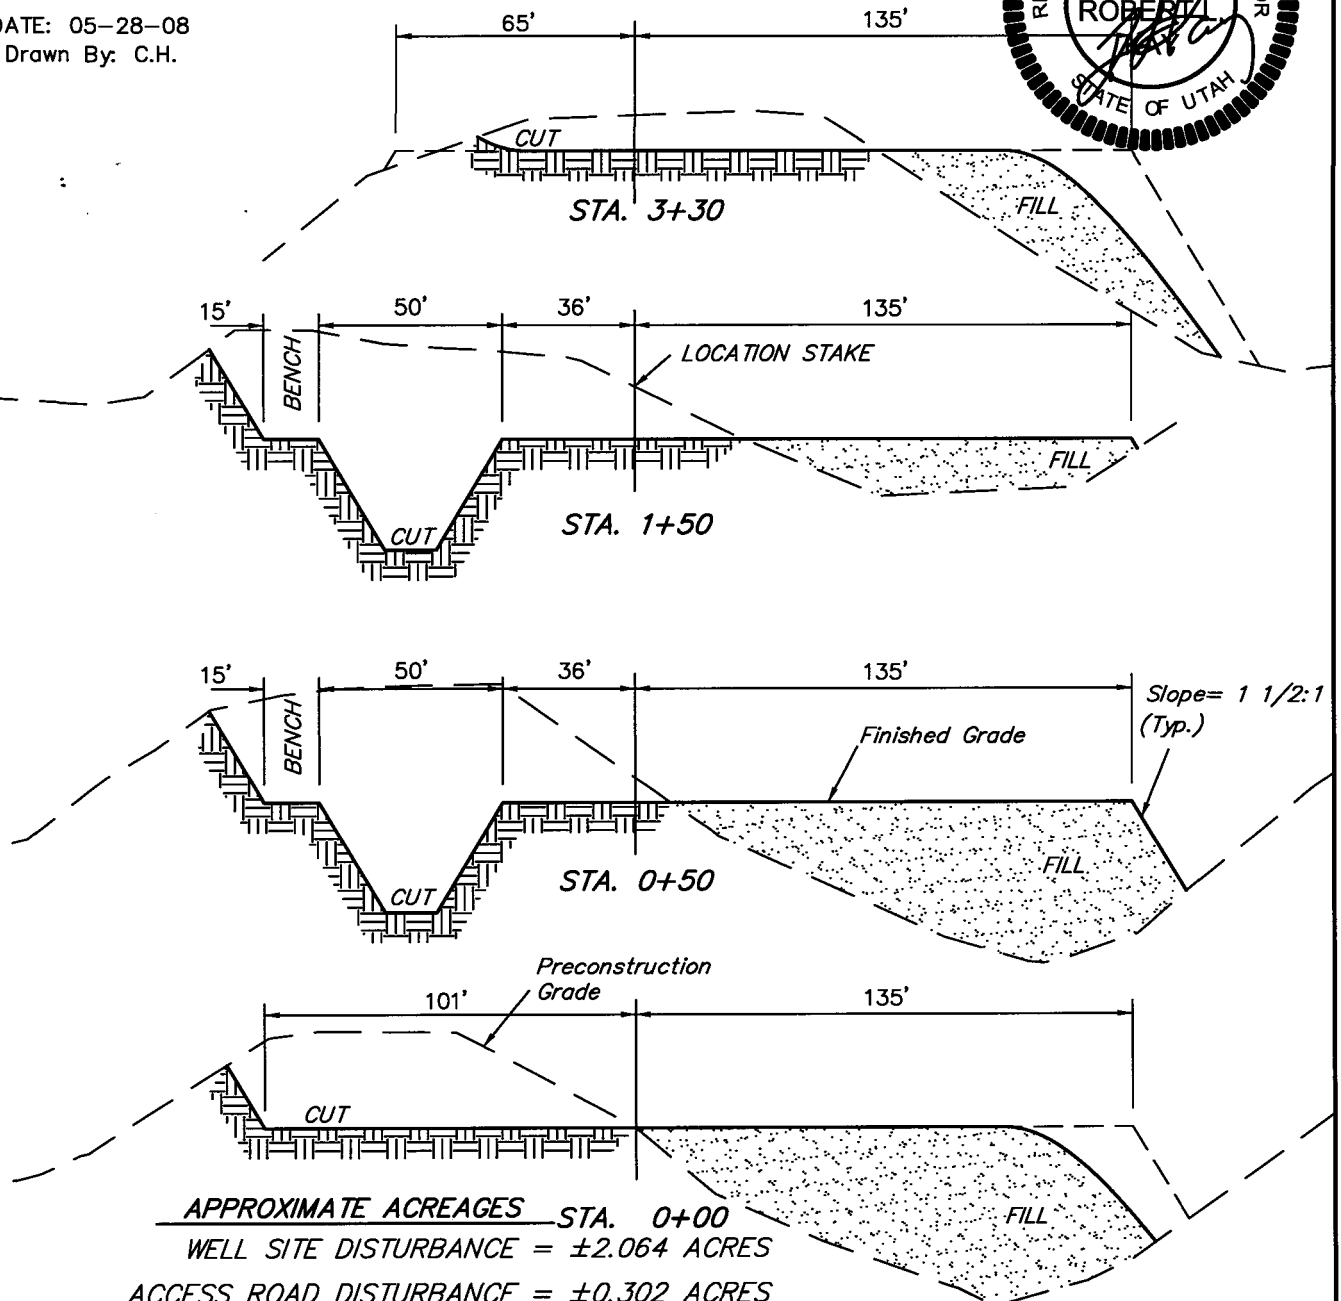 DATE: 05-28-08
Drawn By: C.H.
65'
135'
ROBERT L.
STATE OF UTAH
CUT
STA. 3+30
FILL
15'
BENCH
50'
36'
135'
LOCATION STAKE
FILL
CUT
STA. 1+50
15'
BENCH
50'
36'
135'
Slope= 1 1/2:1
(Typ.)
Finished Grade
CUT
STA. 0+50
FILL
Preconstruction
Grade
101'
135'
CUT
FILL
STA. 0+00
APPROXIMATE ACREAGES
WELL SITE DISTURBANCE = ±2.064 ACRES
ACCESS ROAD DISTURBANCE = ±0.302 ACRES